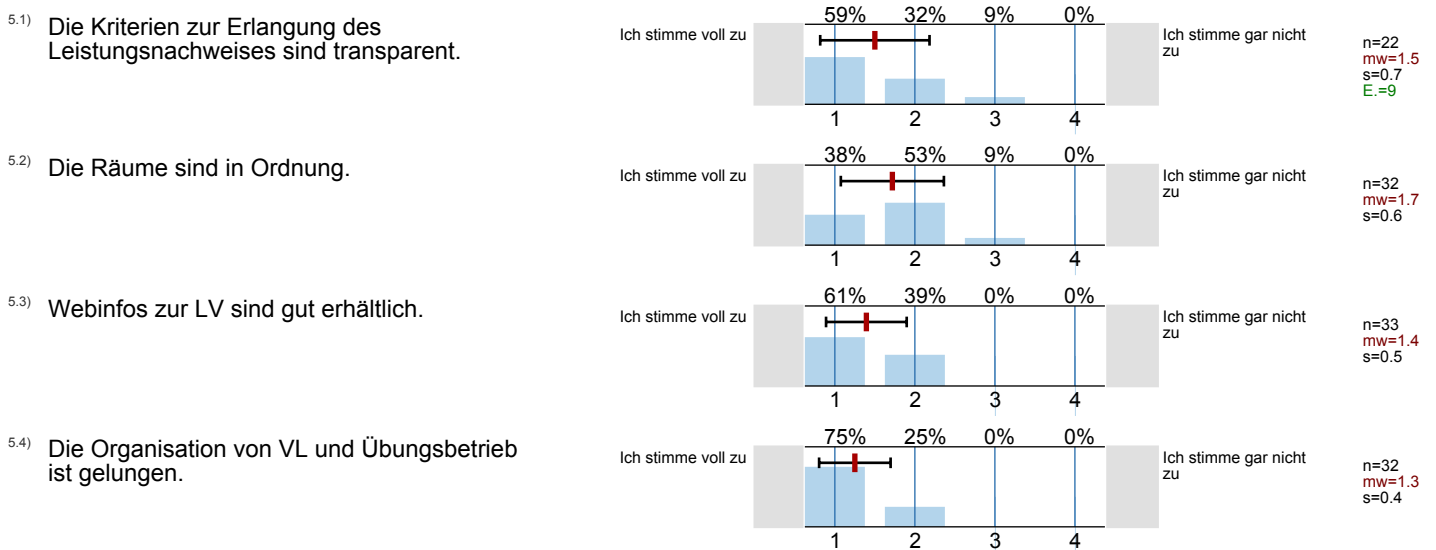 5.1) Die Kriterien zur Erlangung des
Leistungsnachweises sind transparent.
59% 32% 9% 0%
Ich stimme voll zu
Ich stimme gar nicht
zu
n=22
mw=1.5
s=0.7
E.=9
1 2 3 4
5.2) Die Räume sind in Ordnung.
38% 53% 9% 0%
Ich stimme voll zu
Ich stimme gar nicht
zu
n=32
mw=1.7
s=0.6
1 2 3 4
5.3) Webinfos zur LV sind gut erhältlich.
61% 39% 0% 0%
Ich stimme voll zu
Ich stimme gar nicht
zu
n=33
mw=1.4
s=0.5
1 2 3 4
5.4) Die Organisation von VL und Übungsbetrieb
ist gelungen.
75% 25% 0% 0%
Ich stimme voll zu
Ich stimme gar nicht
zu
n=32
mw=1.3
s=0.4
1 2 3 4